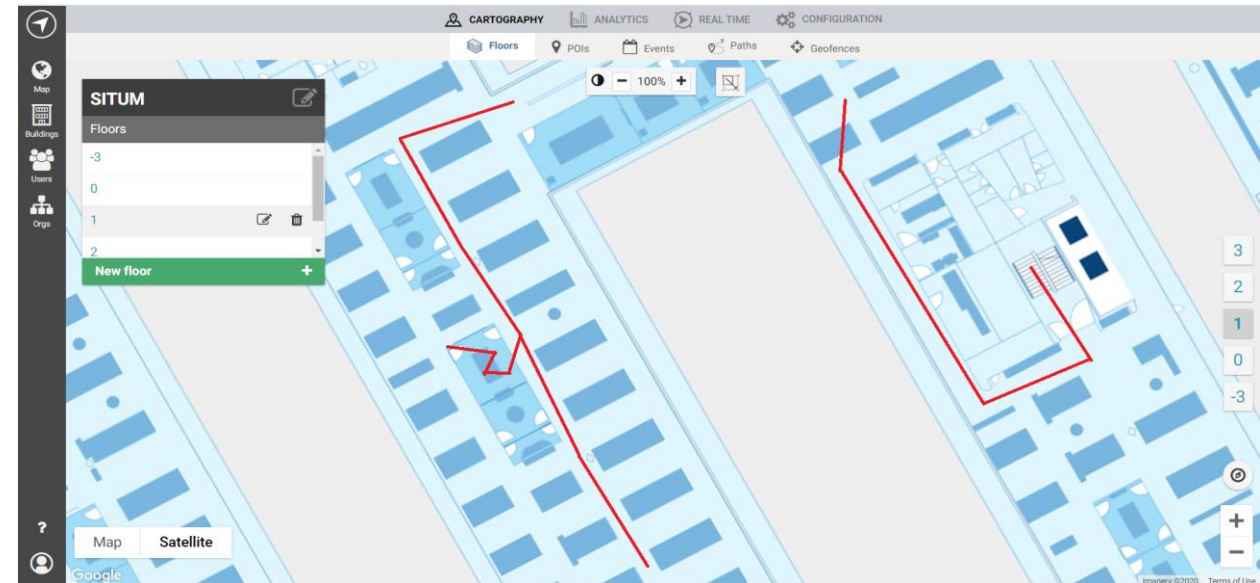 CARTOGRAPHY ANALYTICS REAL TIME CONFIGURATION
Floors POIs Events Paths Geofences
Map
Buildings
Users
Orgs
?
SITUM
Floors
-3
0
1
2
New floor +
− 100% +
3
2
1
0
-3
+
−
Map Satellite
Google
Imagery ©2020 Terms of Use